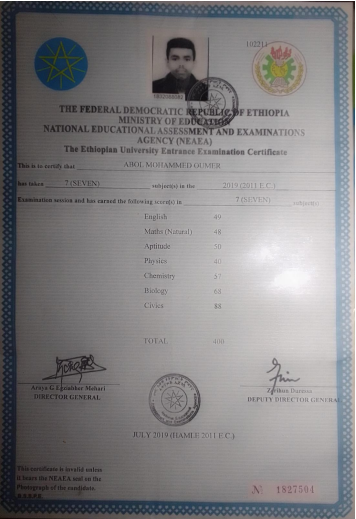 102211
THE FEDERAL DEMOCRATIC REPUBLIC OF ETHIOPIA
MINISTRY OF EDUCATION
NATIONAL EDUCATIONAL ASSESSMENT AND EXAMINATIONS
AGENCY (NEAEA)
The Ethiopian University Entrance Examination Certificate
This is to certify that ABOL MOHAMMED OUMER
has taken 7 (SEVEN) subject(s) in the 2019 (2011 E.C.)
Examination session and has earned the following score(s) in 7 (SEVEN) subject(s)
English 49
Maths (Natural) 48
Aptitude 50
Physics 40
Chemistry 57
Biology 68
Civics 88
TOTAL 400
Araya G Egziabher Mehari
DIRECTOR GENERAL
Zerihun Duressa
DEPUTY DIRECTOR GENERAL
JULY 2019 (HAMLE 2011 E.C.)
This certificate is invalid unless
it bears the NEAEA seal on the
Photograph of the candidate.
No 1827504